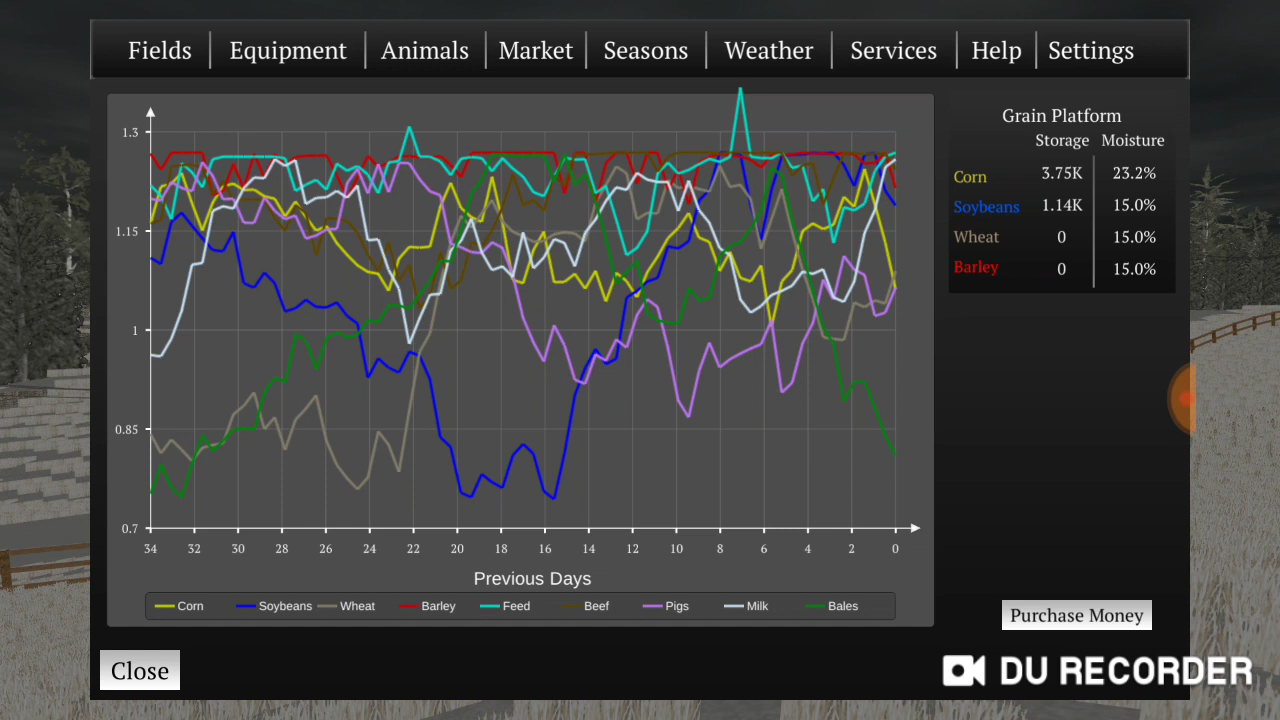 Fields Equipment Animals Market Seasons Weather Services Help Settings
Grain Platform
Storage Moisture
Corn 3.75K 23.2%
Soybeans 1.14K 15.0%
Wheat 0 15.0%
Barley 0 15.0%
1.3
1.15
1
0.85
0.7
34 32 30 28 26 24 22 20 18 16 14 12 10 8 6 4 2 0
Previous Days
Corn Soybeans Wheat Barley Feed Beef Pigs Milk Bales
Purchase Money
Close
DU RECORDER